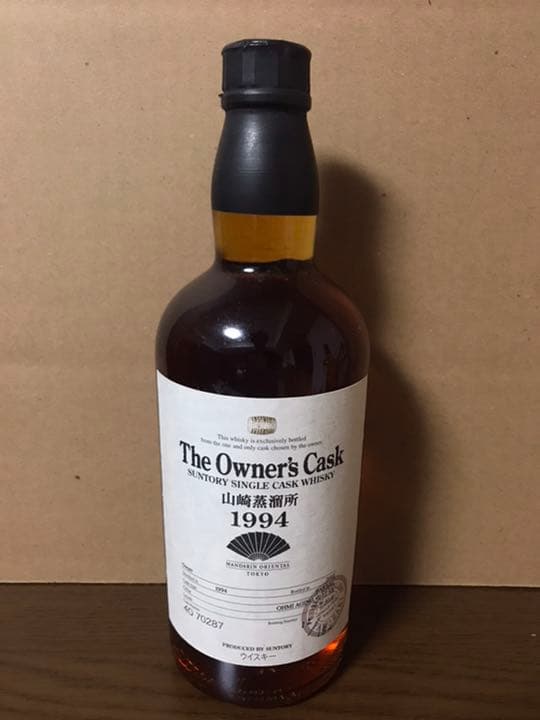 This whisky is exclusively bottled
from the one and only cask chosen by the owner.
The Owner's Cask
SUNTORY SINGLE CASK WHISKY
山崎蒸溜所
1994
MANDARIN ORIENTAL
TOKYO
1994
OHMI AGING
4O 70287
PRODUCED BY SUNTORY
ウイスキー